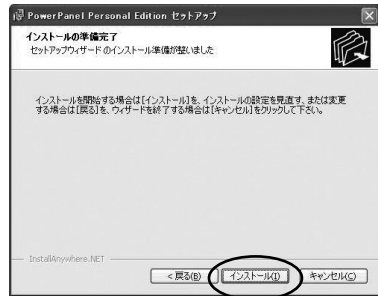 PowerPanel Personal Edition セットアップ
インストールの準備完了
セットアップウィザードのインストール準備が整いました
インストールを開始する場合は[インストール]を、インストールの設定を見直す、または変更
する場合は[戻る]を、ウィザードを終了する場合は[キャンセル]をクリックして下さい。
InstallAnywhere.NET
< 戻る(B) インストール(I) キャンセル(C)